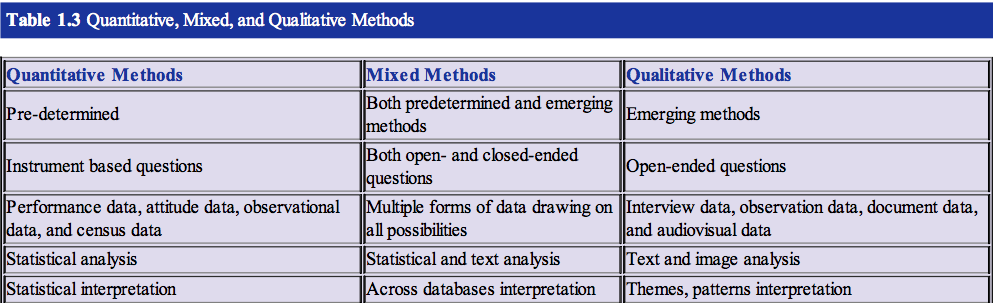 Table 1.3 Quantitative, Mixed, and Qualitative Methods
Quantitative Methods
Mixed Methods
Qualitative Methods
Pre-determined
Both predetermined and emerging
methods
Emerging methods
Instrument based questions
Both open- and closed-ended
questions
Open-ended questions
Performance data, attitude data, observational
data, and census data
Multiple forms of data drawing on
all possibilities
Interview data, observation data, document data,
and audiovisual data
Statistical analysis
Statistical and text analysis
Text and image analysis
Statistical interpretation
Across databases interpretation
Themes, patterns interpretation